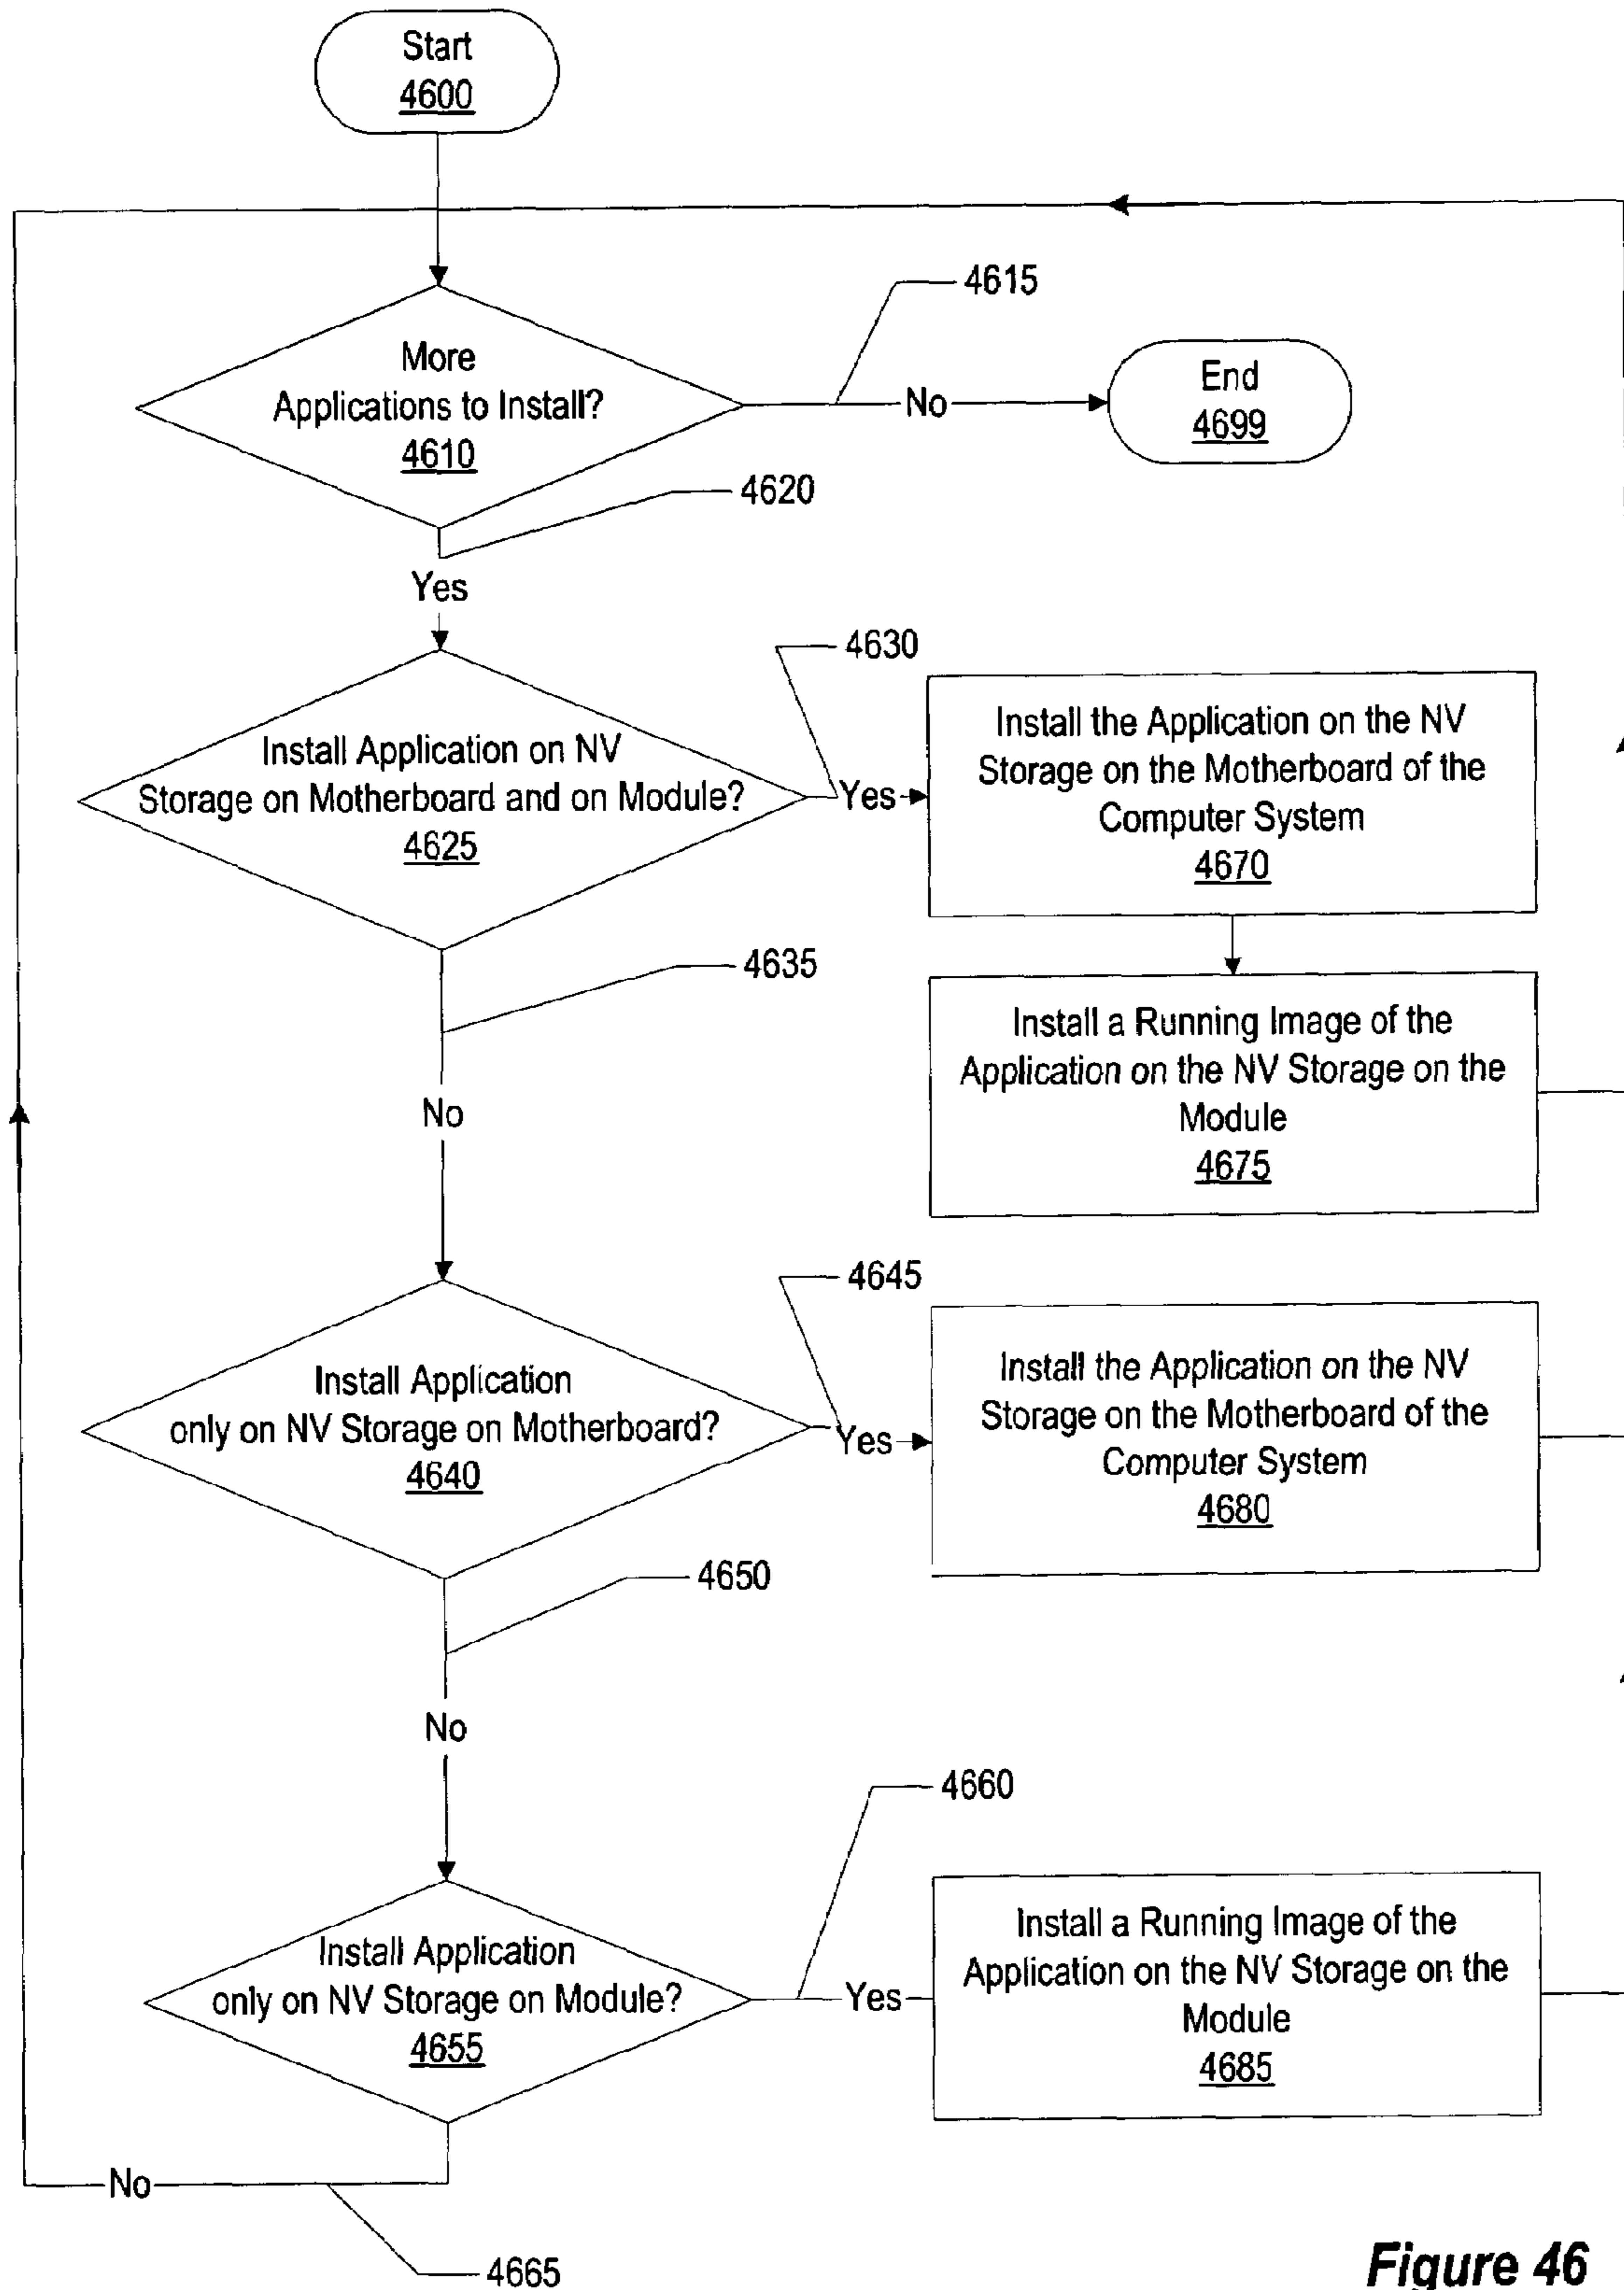 Start
4600
4615
More
Applications to Install?
4610
No
End
4699
4620
Yes
4630
Install Application on NV
Storage on Motherboard and on Module?
4625
Yes
Install the Application on the NV
Storage on the Motherboard of the
Computer System
4670
4635
No
Install a Running Image of the
Application on the NV Storage on the
Module
4675
4645
Install Application
only on NV Storage on Motherboard?
4640
Yes
Install the Application on the NV
Storage on the Motherboard of the
Computer System
4680
4650
No
4660
Install Application
only on NV Storage on Module?
4655
Yes
Install a Running Image of the
Application on the NV Storage on the
Module
4685
No
4665
Figure 46